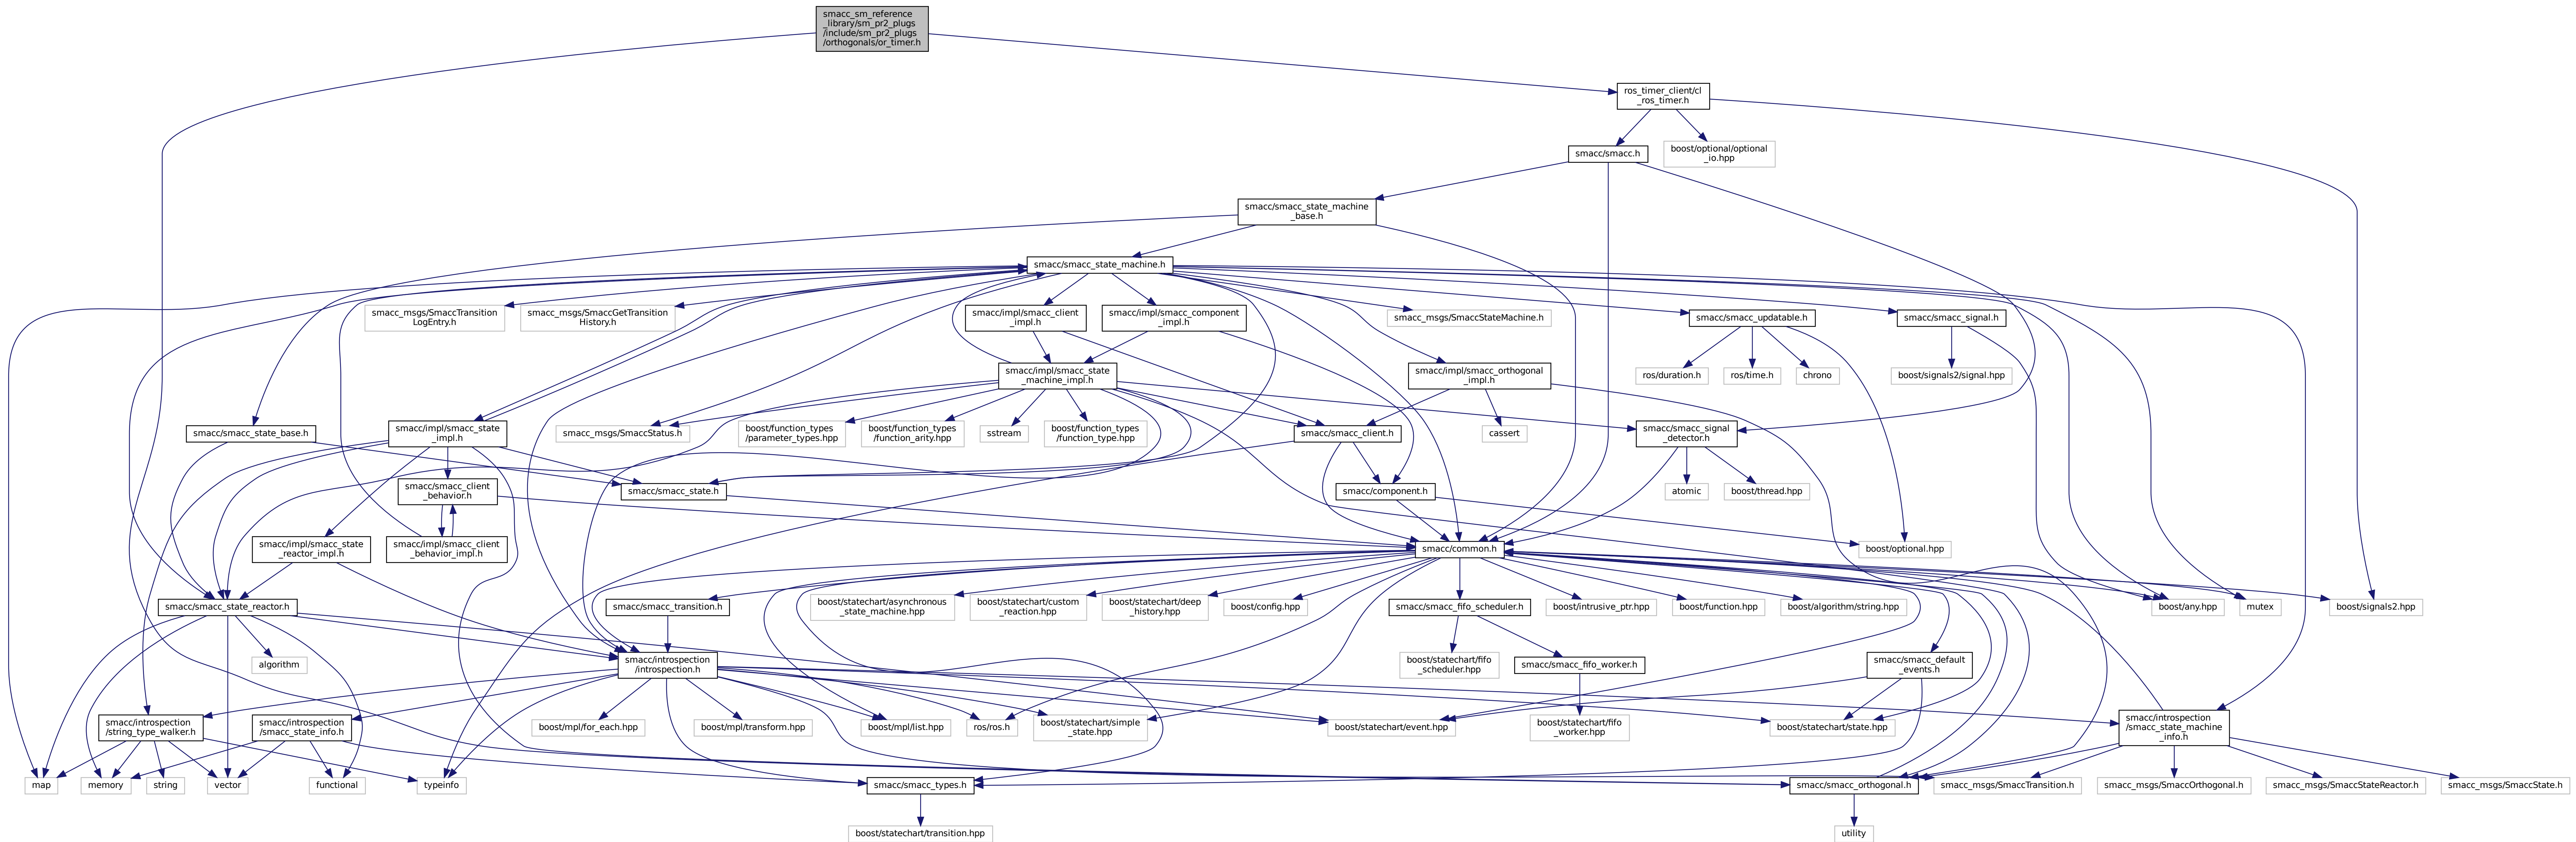 smacc_sm_reference
_library/sm_pr2_plugs
/include/sm_pr2_plugs
/orthogonals/or_timer.h
ros_timer_client/cl
_ros_timer.h
smacc/smacc.h
boost/optional/optional
_io.hpp
smacc/smacc_state_machine
_base.h
smacc/smacc_state_machine.h
smacc_msgs/SmaccTransition
LogEntry.h
smacc_msgs/SmaccGetTransition
History.h
smacc/impl/smacc_client
_impl.h
smacc/impl/smacc_component
_impl.h
smacc_msgs/SmaccStateMachine.h
smacc/smacc_updatable.h
smacc/smacc_signal.h
smacc/impl/smacc_state
_machine_impl.h
smacc/impl/smacc_orthogonal
_impl.h
ros/duration.h
ros/time.h
chrono
boost/signals2/signal.hpp
smacc/smacc_state_base.h
smacc/impl/smacc_state
_impl.h
smacc_msgs/SmaccStatus.h
boost/function_types
/parameter_types.hpp
boost/function_types
/function_arity.hpp
sstream
boost/function_types
/function_type.hpp
smacc/smacc_client.h
cassert
smacc/smacc_signal
_detector.h
smacc/smacc_client
_behavior.h
smacc/smacc_state.h
smacc/component.h
atomic
boost/thread.hpp
smacc/impl/smacc_state
_reactor_impl.h
smacc/impl/smacc_client
_behavior_impl.h
smacc/common.h
boost/optional.hpp
smacc/smacc_state_reactor.h
smacc/smacc_transition.h
boost/statechart/asynchronous
_state_machine.hpp
boost/statechart/custom
_reaction.hpp
boost/statechart/deep
_history.hpp
boost/config.hpp
smacc/smacc_fifo_scheduler.h
boost/intrusive_ptr.hpp
boost/function.hpp
boost/algorithm/string.hpp
boost/any.hpp
mutex
boost/signals2.hpp
algorithm
smacc/introspection
/introspection.h
boost/statechart/fifo
_scheduler.hpp
smacc/smacc_fifo_worker.h
smacc/smacc_default
_events.h
smacc/introspection
/string_type_walker.h
smacc/introspection
/smacc_state_info.h
boost/mpl/for_each.hpp
boost/mpl/transform.hpp
boost/mpl/list.hpp
ros/ros.h
boost/statechart/simple
_state.hpp
boost/statechart/event.hpp
boost/statechart/fifo
_worker.hpp
boost/statechart/state.hpp
smacc/introspection
/smacc_state_machine
_info.h
map
memory
string
vector
functional
typeinfo
smacc/smacc_types.h
smacc/smacc_orthogonal.h
smacc_msgs/SmaccTransition.h
smacc_msgs/SmaccOrthogonal.h
smacc_msgs/SmaccStateReactor.h
smacc_msgs/SmaccState.h
boost/statechart/transition.hpp
utility